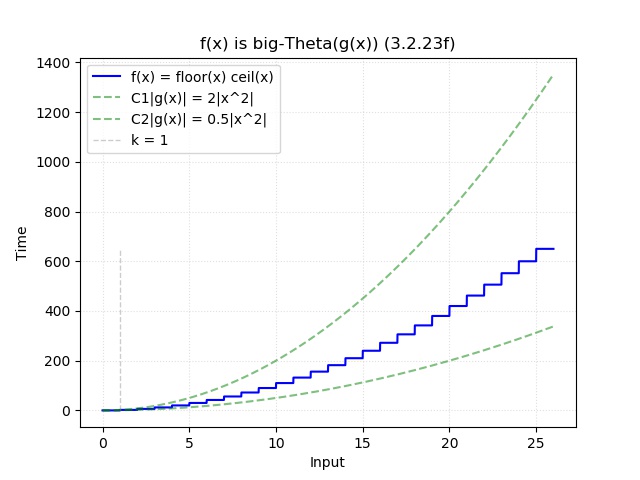 f(x) is big-Theta(g(x)) (3.2.23f)
f(x) = floor(x) ceil(x)
C1|g(x)| = 2|x^2|
C2|g(x)| = 0.5|x^2|
k = 1
1400
1200
1000
800
600
400
200
0
Time
0 5 10 15 20 25
Input